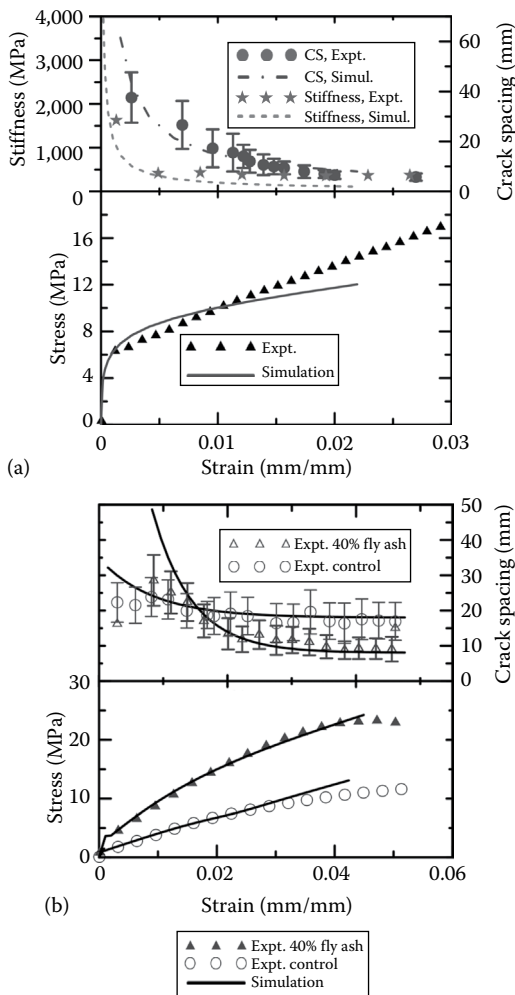 4,000
3,000
2,000
1,000
0
Stiffness (MPa)
CS, Expt.
CS, Simul.
Stiffness, Expt.
Stiffness, Simul.
60
40
20
0
Crack spacing (mm)
16
12
8
4
0
Stress (MPa)
Expt.
Simulation
0 0.01 0.02 0.03
(a) Strain (mm/mm)
50
40
30
20
10
0
Crack spacing (mm)
Expt. 40% fly ash
Expt. control
30
20
10
0
Stress (MPa)
0 0.02 0.04 0.06
(b) Strain (mm/mm)
Expt. 40% fly ash
Expt. control
Simulation